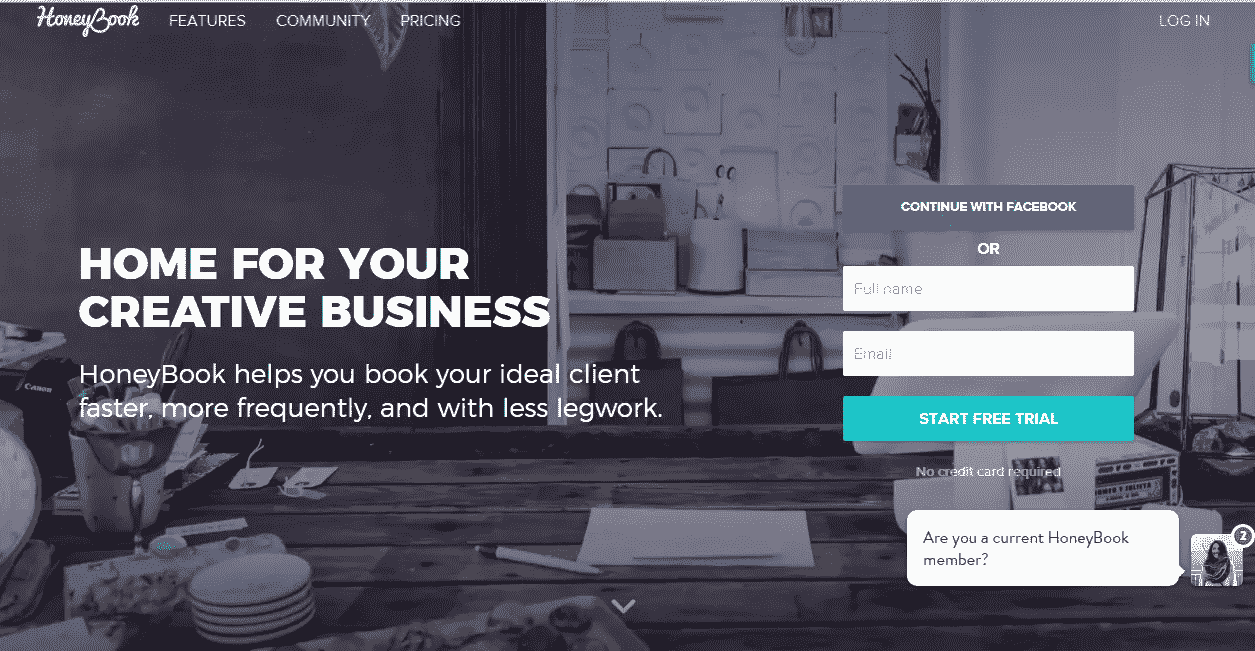 HoneyBook
FEATURES
COMMUNITY
PRICING
LOG IN
CONTINUE WITH FACEBOOK
OR
Full name
Email
START FREE TRIAL
No credit card required
HOME FOR YOUR
CREATIVE BUSINESS
HoneyBook helps you book your ideal client
faster, more frequently, and with less legwork.
Canon
Are you a current HoneyBook
member?
2